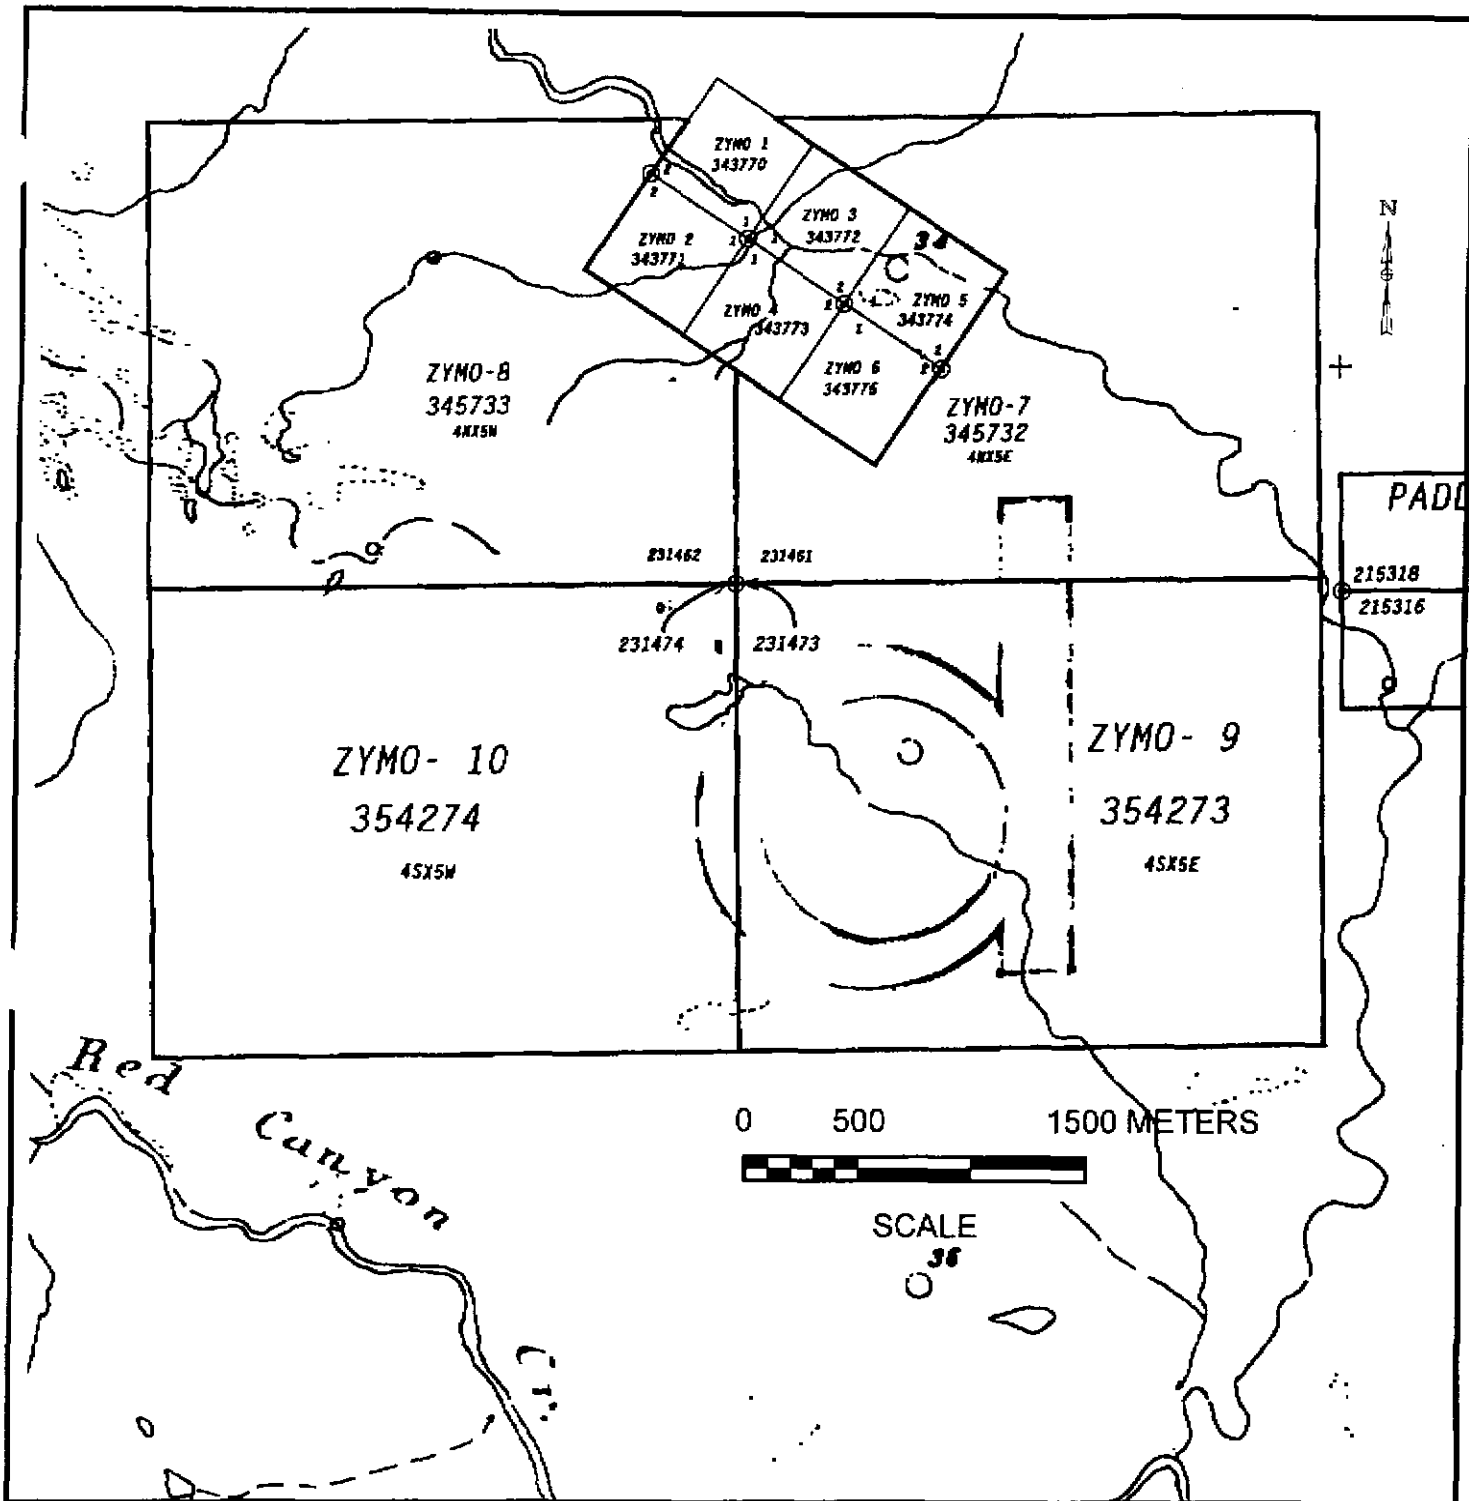 ZYMO 1
343770
N
ZYMO 3
343772
34
ZYMO 2
343771
ZYMO 4
343773
ZYMO 5
343774
ZYMO 6
343775
ZYMO-8
345733
4NX5W
ZYMO-7
345732
4NX5E
PADD
231462
231461
215318
215316
231474
231473
ZYMO- 10
354274
4SX5W
ZYMO- 9
354273
4SX5E
Red
Canyon
Cr.
0 500 1500 METERS
SCALE
36